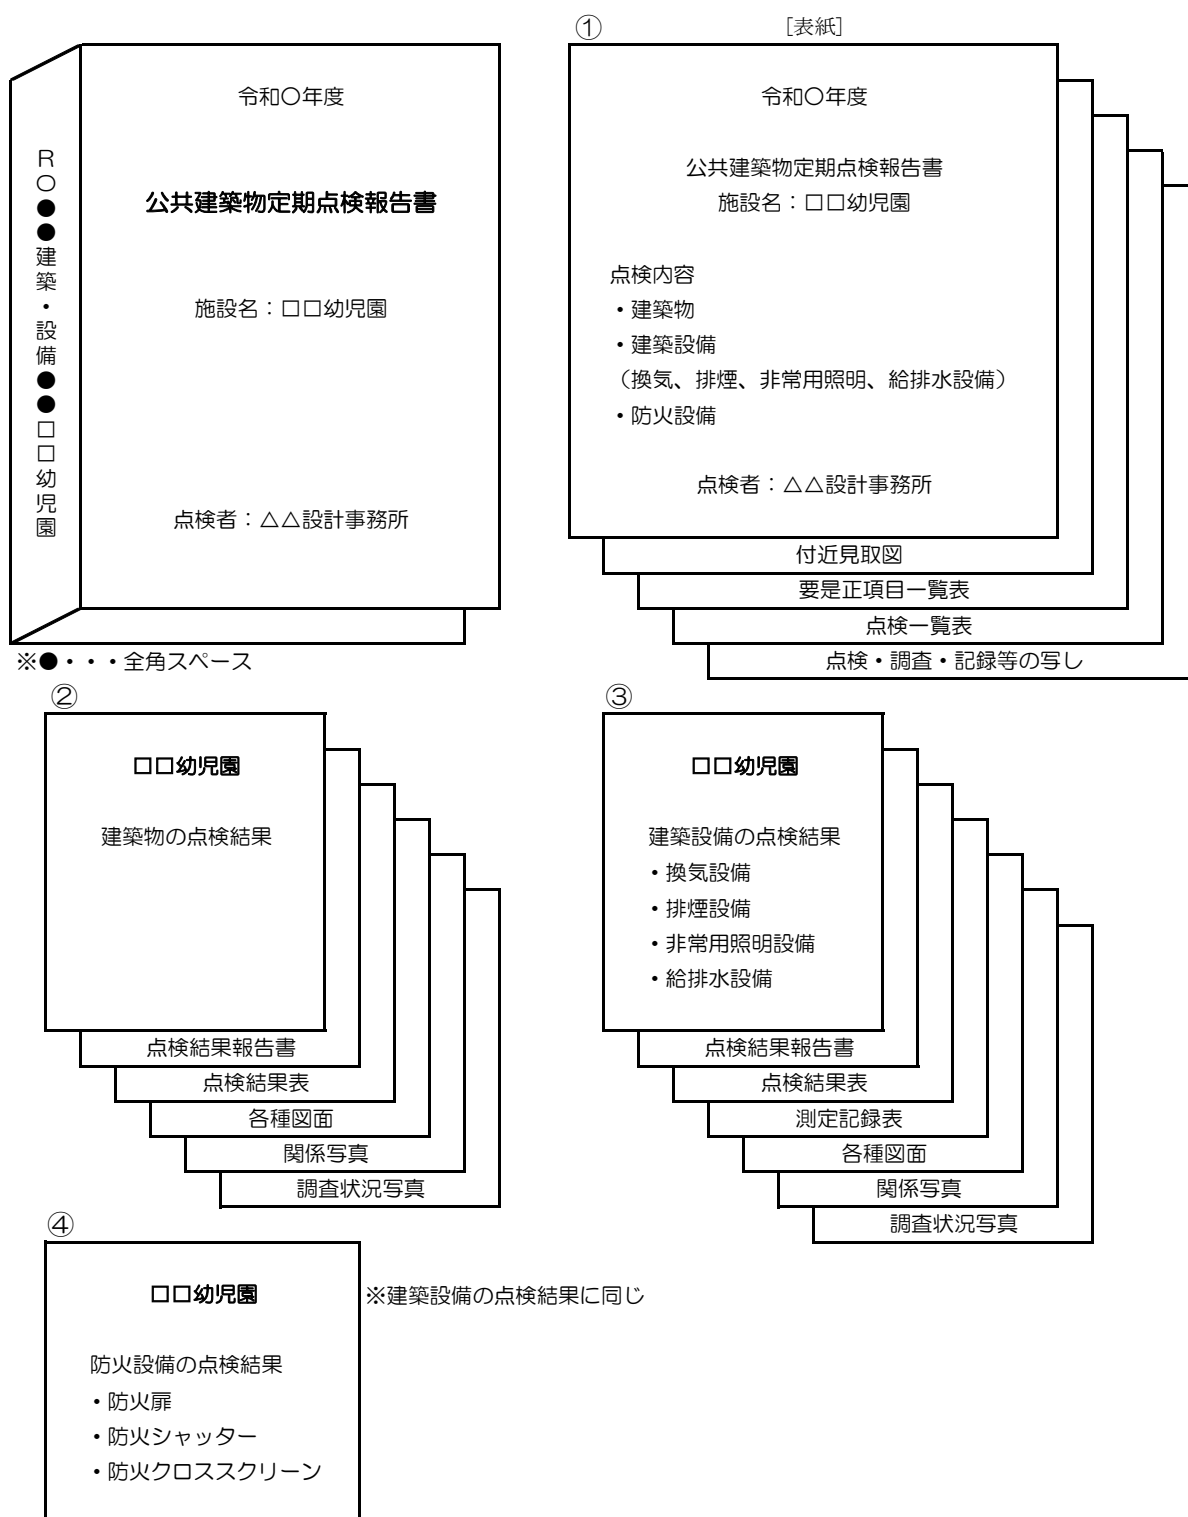 令和〇年度
公共建築物定期点検報告書
施設名：□□幼児園
点検者：△△設計事務所
R〇●●建築・設備●●□□幼児園
※●・・・全角スペース
① [表紙]
令和〇年度
公共建築物定期点検報告書
施設名：□□幼児園
点検内容
・建築物
・建築設備
（換気、排煙、非常用照明、給排水設備）
・防火設備
点検者：△△設計事務所
付近見取図
要是正項目一覧表
点検一覧表
点検・調査・記録等の写し
②
□□幼児園
建築物の点検結果
点検結果報告書
点検結果表
各種図面
関係写真
調査状況写真
③
□□幼児園
建築設備の点検結果
・換気設備
・排煙設備
・非常用照明設備
・給排水設備
点検結果報告書
点検結果表
測定記録表
各種図面
関係写真
調査状況写真
④
□□幼児園
防火設備の点検結果
・防火扉
・防火シャッター
・防火クロススクリーン
※建築設備の点検結果に同じ